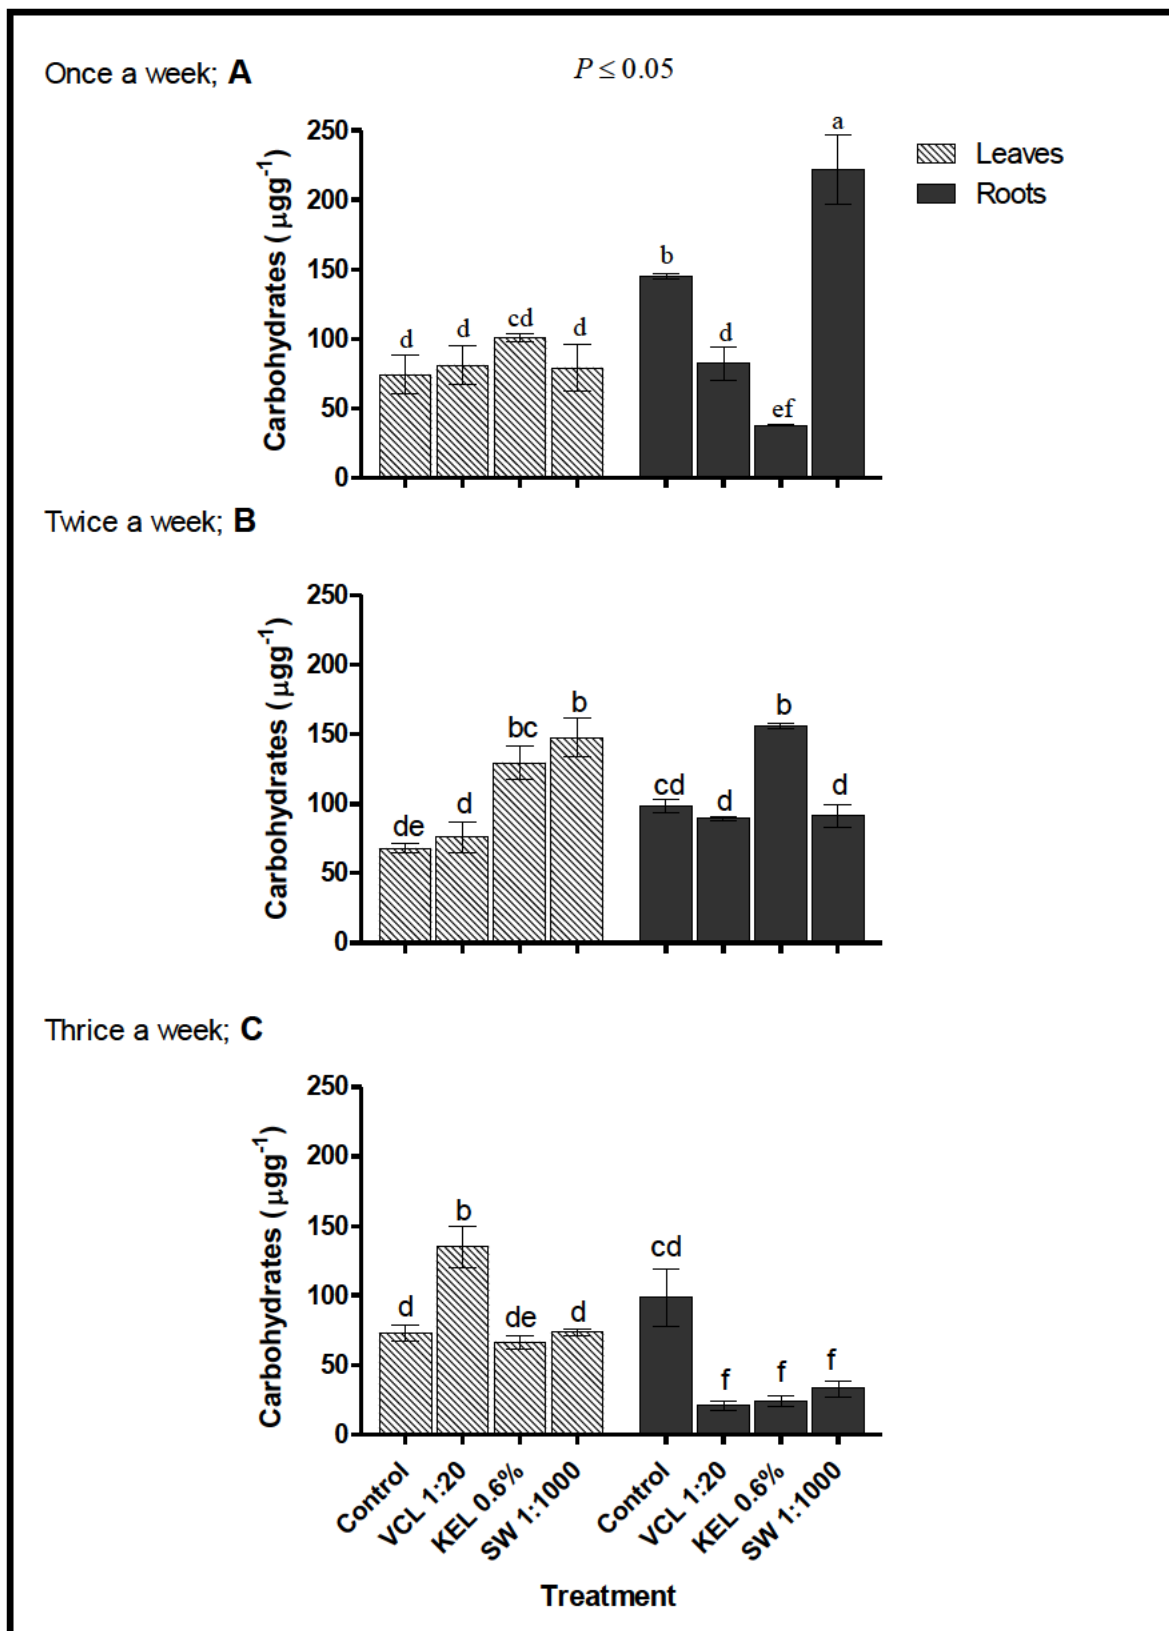 Once a week; A
P ≤ 0.05
Carbohydrates ( µgg⁻¹)
250
200
150
100
50
0
d
d
cd
d
b
d
ef
a
Leaves
Roots
Twice a week; B
Carbohydrates ( µgg⁻¹)
250
200
150
100
50
0
de
d
bc
b
cd
d
b
d
Thrice a week; C
Carbohydrates ( µgg⁻¹)
250
200
150
100
50
0
d
b
de
d
cd
f
f
f
Control
VCL 1:20
KEL 0.6%
SW 1:1000
Control
VCL 1:20
KEL 0.6%
SW 1:1000
Treatment